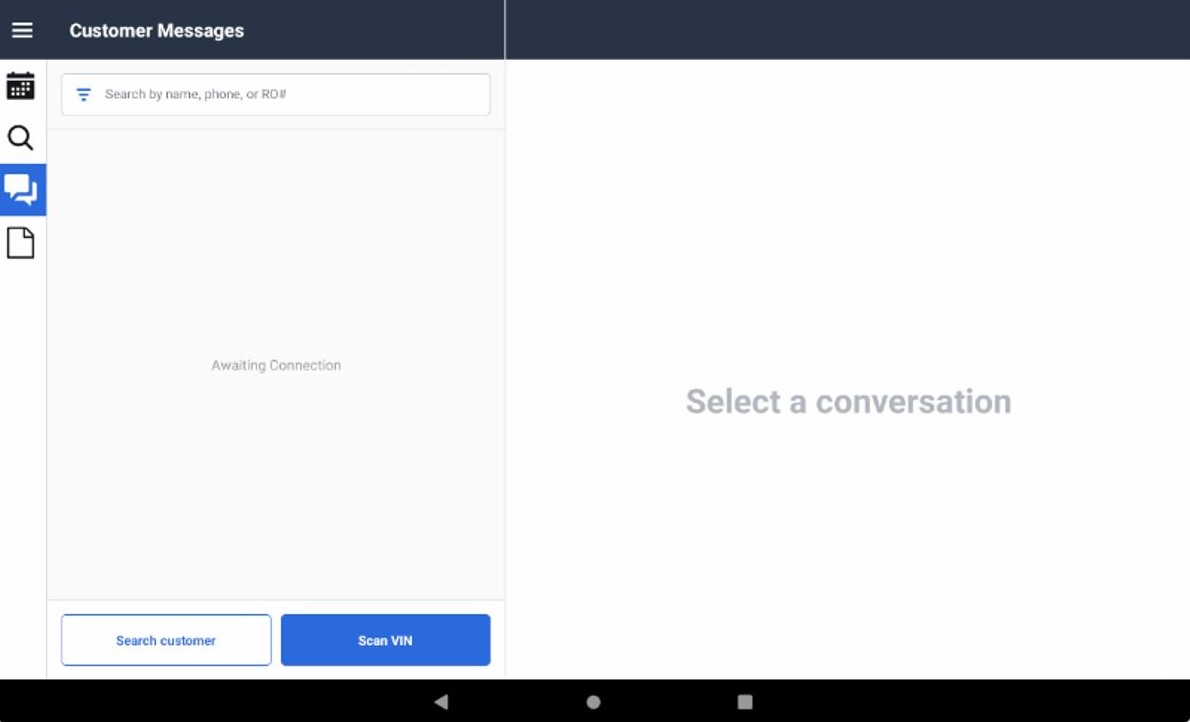 Customer Messages
Search by name, phone, or RO#
Awaiting Connection
Select a conversation
Search customer
Scan VIN